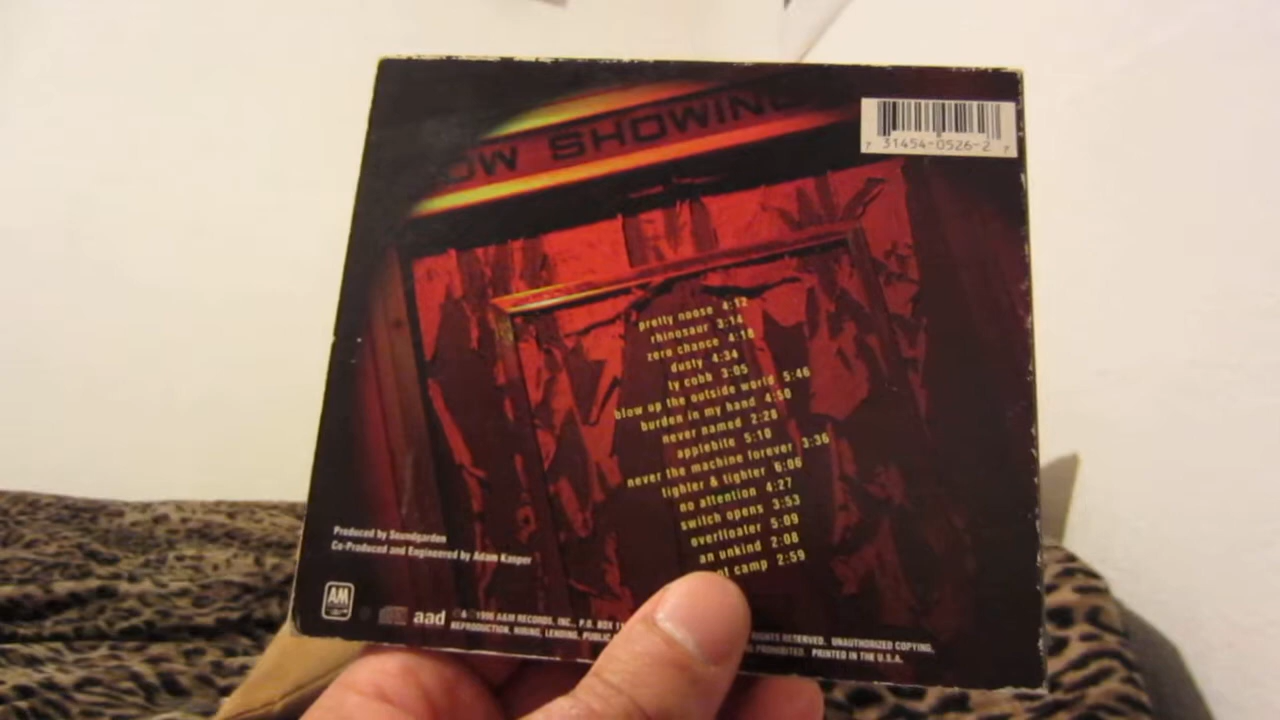 OW SHOWING
7 31454-0526-2 7
pretty noose 4:12
rhinosaur 3:14
zero chance 4:18
dusty 4:34
ty cobb 3:05
blow up the outside world 5:46
burden in my hand 4:50
never named 2:28
applebite 5:10
never the machine forever 3:36
tighter & tighter 6:06
no attention 4:27
switch opens 3:53
overfloater 5:09
an unkind 2:08
ot camp 2:59
Produced by Soundgarden
Co-Produced and Engineered by Adam Kasper
AM
aad
℗&©1996 A&M RECORDS, INC., P.O. BOX RIGHTS RESERVED. UNAUTHORIZED COPYING,
REPRODUCTION, HIRING, LENDING, PUBLIC PROHIBITED. PRINTED IN THE U.S.A.